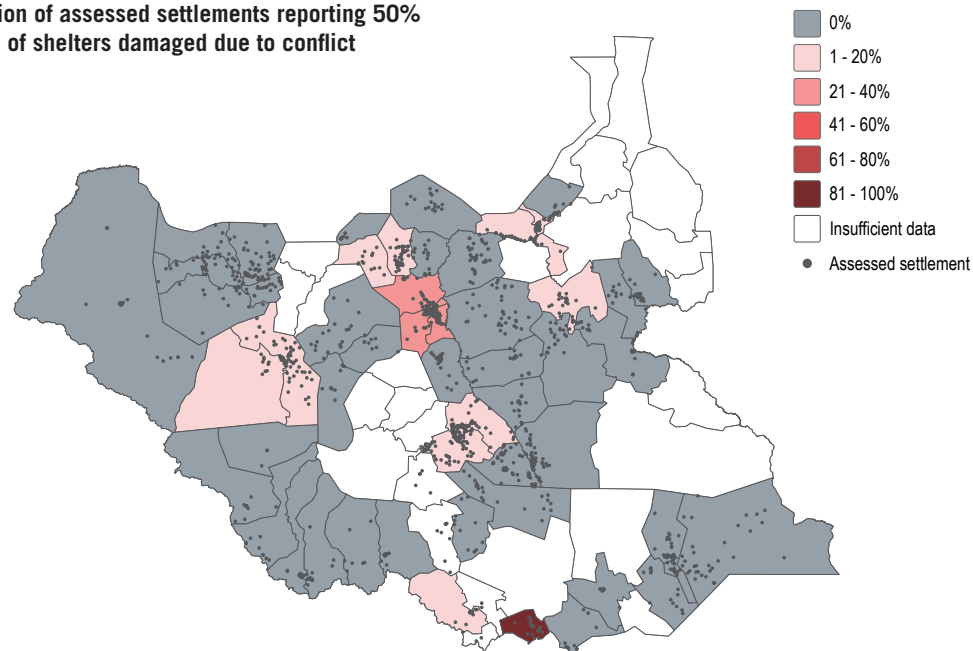 ion of assessed settlements reporting 50%
of shelters damaged due to conflict
0%
1 - 20%
21 - 40%
41 - 60%
61 - 80%
81 - 100%
Insufficient data
Assessed settlement